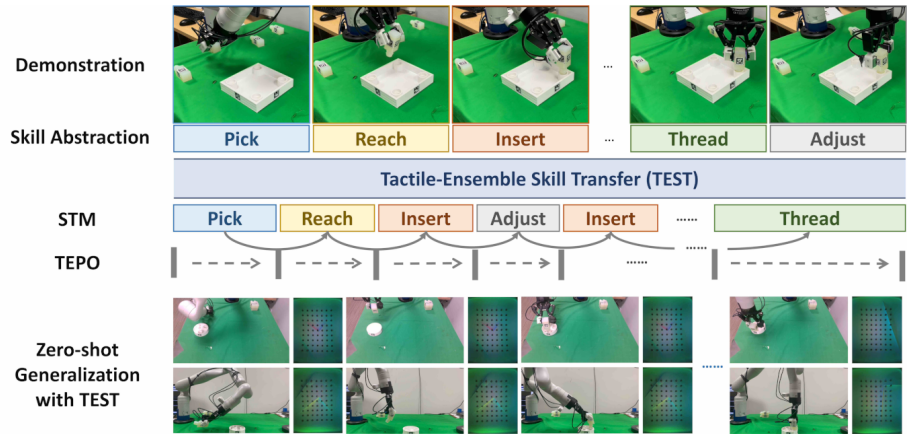 Demonstration
...
Skill Abstraction
Pick
Reach
Insert
...
Thread
Adjust
Tactile-Ensemble Skill Transfer (TEST)
STM
Pick
Reach
Insert
Adjust
Insert
......
Thread
......
TEPO
......
Zero-shot
Generalization
with TEST
......